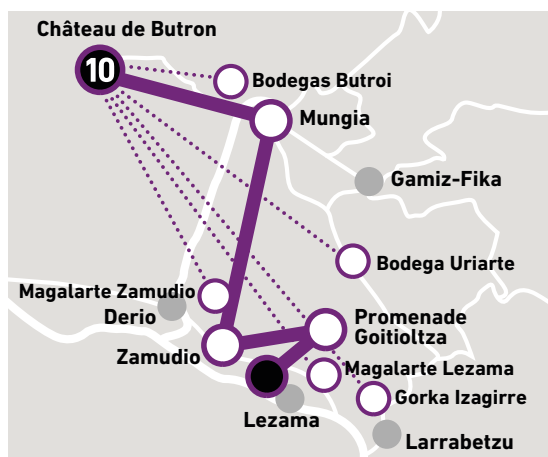 Château de Butron
10
Bodegas Butroi
Mungia
Gamiz-Fika
Bodega Uriarte
Magalarte Zamudio
Derio
Promenade
Goitioltza
Zamudio
Magalarte Lezama
Gorka Izagirre
Lezama
Larrabetzu